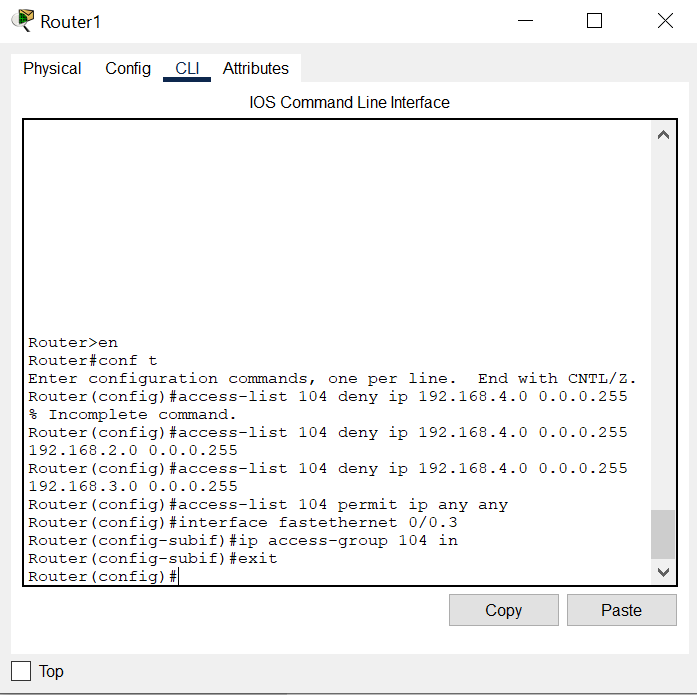 Router1
Physical Config CLI Attributes
IOS Command Line Interface
Router>en
Router#conf t
Enter configuration commands, one per line.  End with CNTL/Z.
Router(config)#access-list 104 deny ip 192.168.4.0 0.0.0.255
% Incomplete command.
Router(config)#access-list 104 deny ip 192.168.4.0 0.0.0.255
192.168.2.0 0.0.0.255
Router(config)#access-list 104 deny ip 192.168.4.0 0.0.0.255
192.168.3.0 0.0.0.255
Router(config)#access-list 104 permit ip any any
Router(config)#interface fastethernet 0/0.3
Router(config-subif)#ip access-group 104 in
Router(config-subif)#exit
Router(config)#
Copy Paste
Top